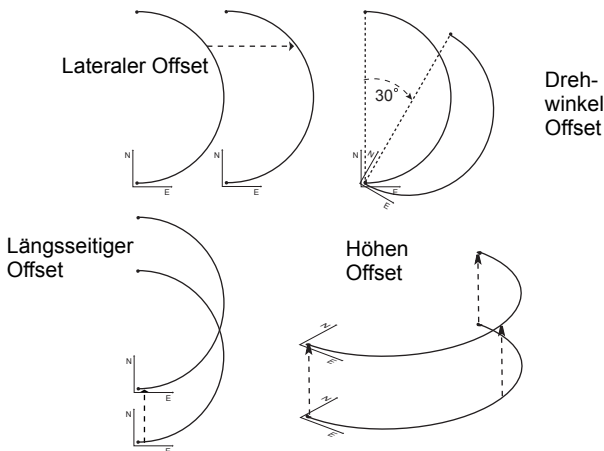 Lateraler Offset
N
E
N
E
30°
N
N
E
E
Dreh-
winkel
Offset
Längsseitiger
Offset
N
E
N
E
Höhen
Offset
N
E
N
E